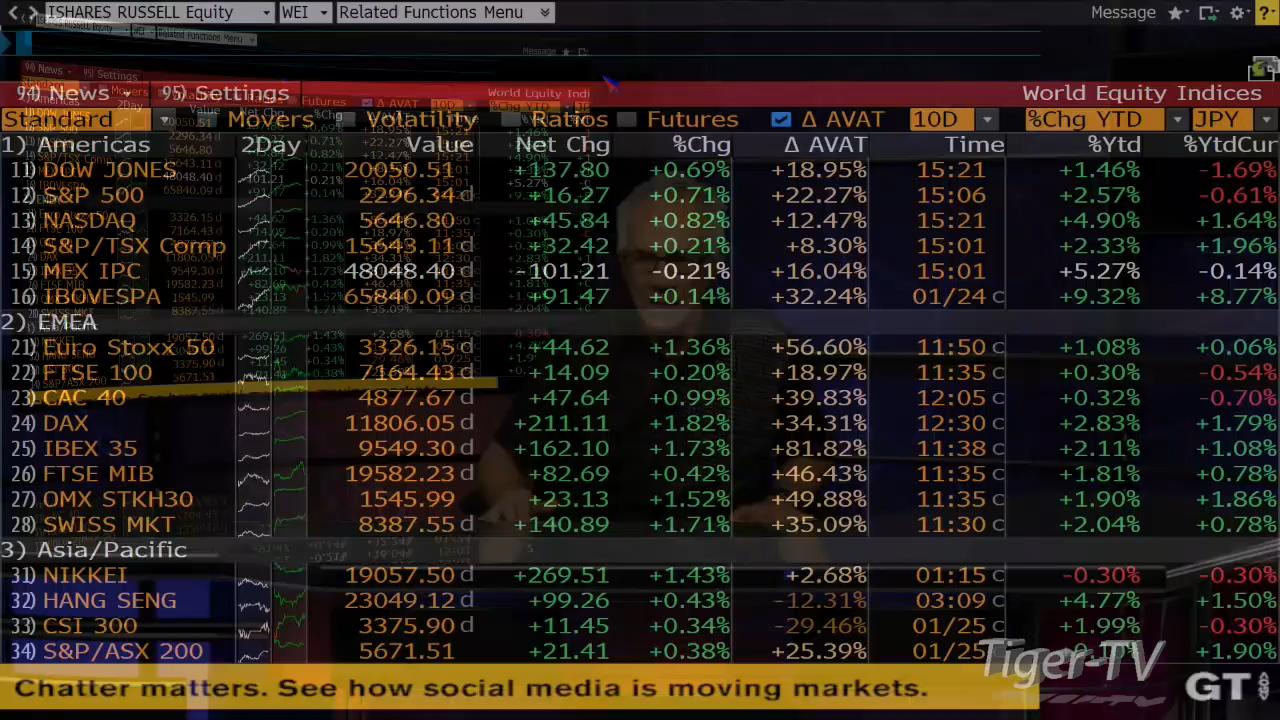 ISHARES RUSSELL Equity WEI Related Functions Menu Message ?
94) News 95) Settings World Equity Indices
Standard Movers Volatility Ratios Futures Δ AVAT 10D %Chg YTD JPY
1) Americas 2Day Value Net Chg %Chg Δ AVAT Time %Ytd %YtdCur
11) DOW JONES 20050.51 +137.80 +0.69% +18.95% 15:21 +1.46% -1.69%
12) S&P 500 2296.34 d +16.27 +0.71% +22.27% 15:06 +2.57% -0.61%
13) NASDAQ 5646.80 +45.84 +0.82% +12.47% 15:21 +4.90% +1.64%
14) S&P/TSX Comp 15643.11 d +32.42 +0.21% +8.30% 15:01 +2.33% +1.96%
15) MEX IPC 48048.40 d -101.21 -0.21% +16.04% 15:01 +5.27% -0.14%
16) IBOVESPA 65840.09 d +91.47 +0.14% +32.24% 01/24 c +9.32% +8.77%
2) EMEA
21) Euro Stoxx 50 3326.15 d +44.62 +1.36% +56.60% 11:50 c +1.08% +0.06%
22) FTSE 100 7164.43 d +14.09 +0.20% +18.97% 11:35 c +0.30% -0.54%
23) CAC 40 4877.67 d +47.64 +0.99% +39.83% 12:05 c +0.32% -0.70%
24) DAX 11806.05 d +211.11 +1.82% +34.31% 12:30 c +2.83% +1.79%
25) IBEX 35 9549.30 d +162.10 +1.73% +81.82% 11:38 c +2.11% +1.08%
26) FTSE MIB 19582.23 d +82.69 +0.42% +46.43% 11:35 c +1.81% +0.78%
27) OMX STKH30 1545.99 +23.13 +1.52% +49.88% 11:35 c +1.90% +1.86%
28) SWISS MKT 8387.55 d +140.89 +1.71% +35.09% 11:30 c +2.04% +0.78%
3) Asia/Pacific
31) NIKKEI 19057.50 d +269.51 +1.43% +2.68% 01:15 c -0.30% -0.30%
32) HANG SENG 23049.12 d +99.26 +0.43% -12.31% 03:09 c +4.77% +1.50%
33) CSI 300 3375.90 d +11.45 +0.34% -29.46% 01/25 c +1.99% -0.30%
34) S&P/ASX 200 5671.51 +21.41 +0.38% +25.39% 01/25 +1.90%
Tiger-TV
Chatter matters. See how social media is moving markets.
GT